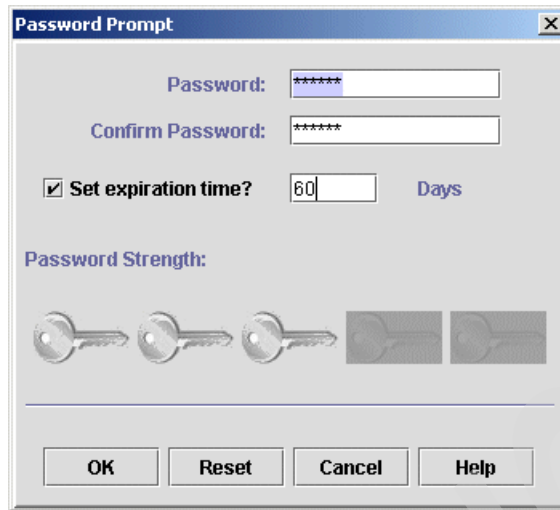 Password Prompt
Password: ******
Confirm Password: ******
Set expiration time? 60 Days
Password Strength:
OK Reset Cancel Help